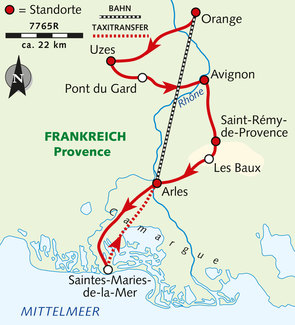 = Standorte
7765R
ca. 22 km
BAHN
TAXITRANSFER
N
Orange
Uzes
Pont du Gard
Avignon
Rhône
Saint-Rémy-
de-Provence
FRANKREICH
Provence
Les Baux
Arles
Camargue
Saintes-Maries-
de-la-Mer
MITTELMEER